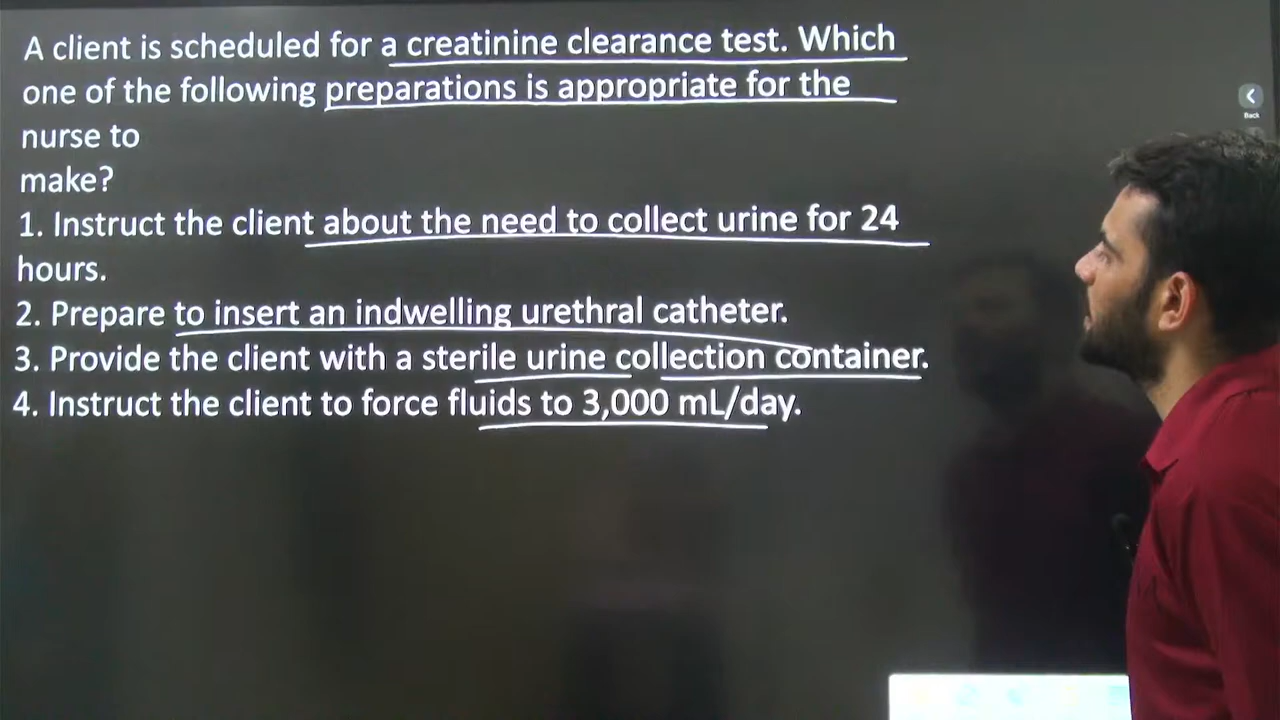 A client is scheduled for a creatinine clearance test. Which
one of the following preparations is appropriate for the
nurse to
make?
1. Instruct the client about the need to collect urine for 24
hours.
2. Prepare to insert an indwelling urethral catheter.
3. Provide the client with a sterile urine collection container.
4. Instruct the client to force fluids to 3,000 mL/day.
Back